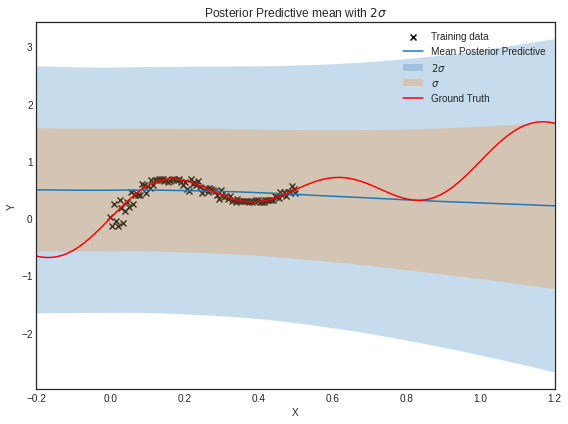 Posterior Predictive mean with 2σ
Training data
Mean Posterior Predictive
2σ
σ
Ground Truth
3
2
1
0
−1
−2
Y
−0.2 0.0 0.2 0.4 0.6 0.8 1.0 1.2
X